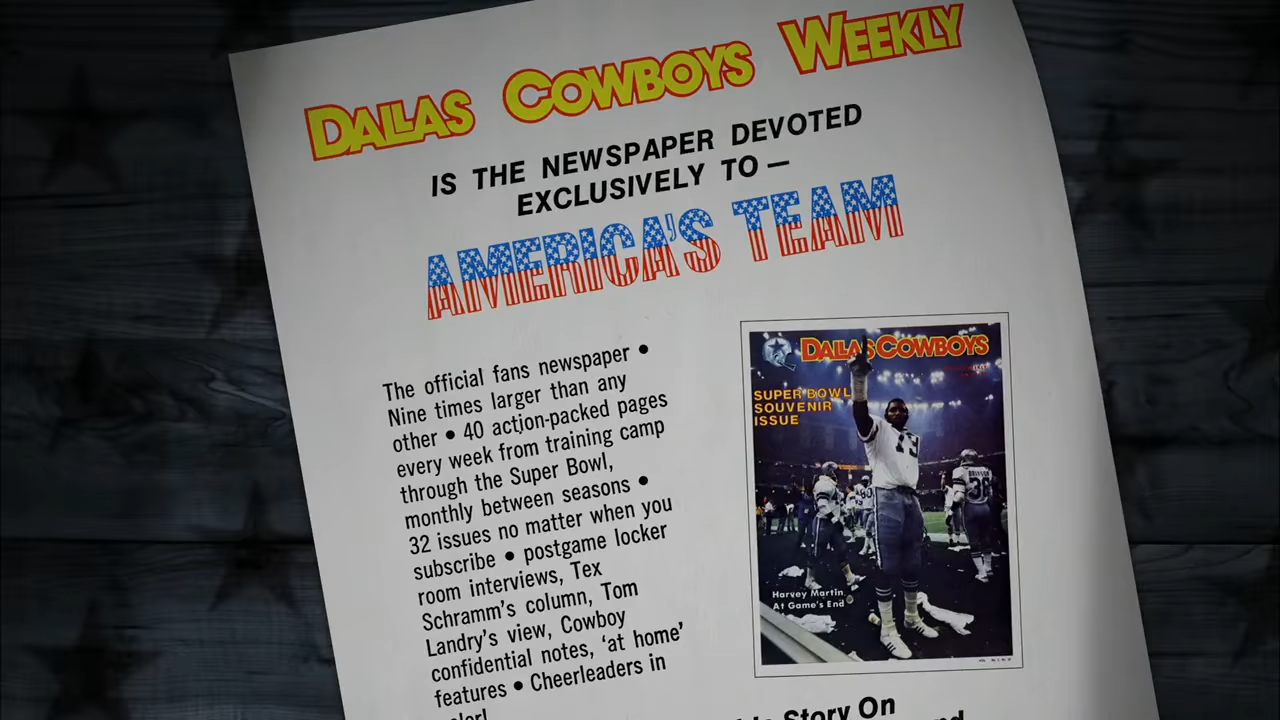 DALLAS COWBOYS WEEKLY
IS THE NEWSPAPER DEVOTED
EXCLUSIVELY TO —
AMERICA'S TEAM
The official fans newspaper •
Nine times larger than any
other • 40 action-packed pages
every week from training camp
through the Super Bowl,
monthly between seasons •
32 issues no matter when you
subscribe • postgame locker
room interviews, Tex
Schramm's column, Tom
Landry's view, Cowboy
confidential notes, 'at home'
features • Cheerleaders in
DALLAS COWBOYS
SUPER BOWL
SOUVENIR
ISSUE
Harvey Martin
At Game's End
Story On